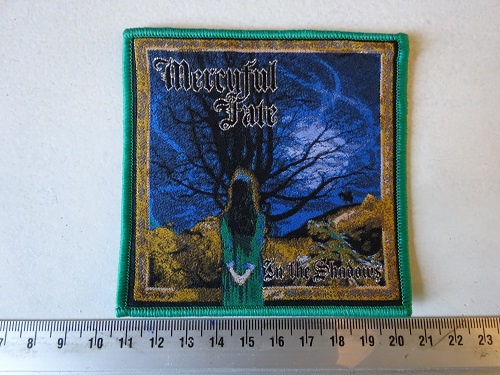 Mercyful
Fate
In the Shadows
7 8 9 10 11 12 13 14 15 16 17 18 19 20 21 22 23